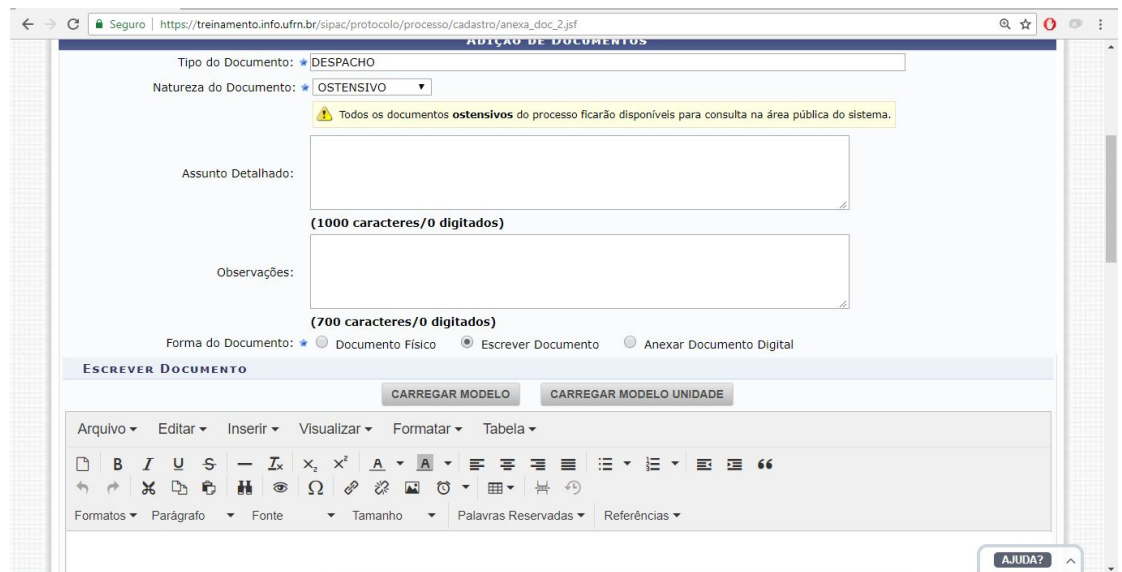 Seguro | https://treinamento.info.ufrn.br/sipac/protocolo/processo/cadastro/anexa_doc_2.jsf
ADIÇÃO DE DOCUMENTOS
Tipo do Documento: DESPACHO
Natureza do Documento: OSTENSIVO
Todos os documentos ostensivos do processo ficarão disponíveis para consulta na área pública do sistema.
Assunto Detalhado:
(1000 caracteres/0 digitados)
Observações:
(700 caracteres/0 digitados)
Forma do Documento: Documento Físico Escrever Documento Anexar Documento Digital
ESCREVER DOCUMENTO
CARREGAR MODELO CARREGAR MODELO UNIDADE
Arquivo Editar Inserir Visualizar Formatar Tabela
Formatos Parágrafo Fonte Tamanho Palavras Reservadas Referências
AJUDA?